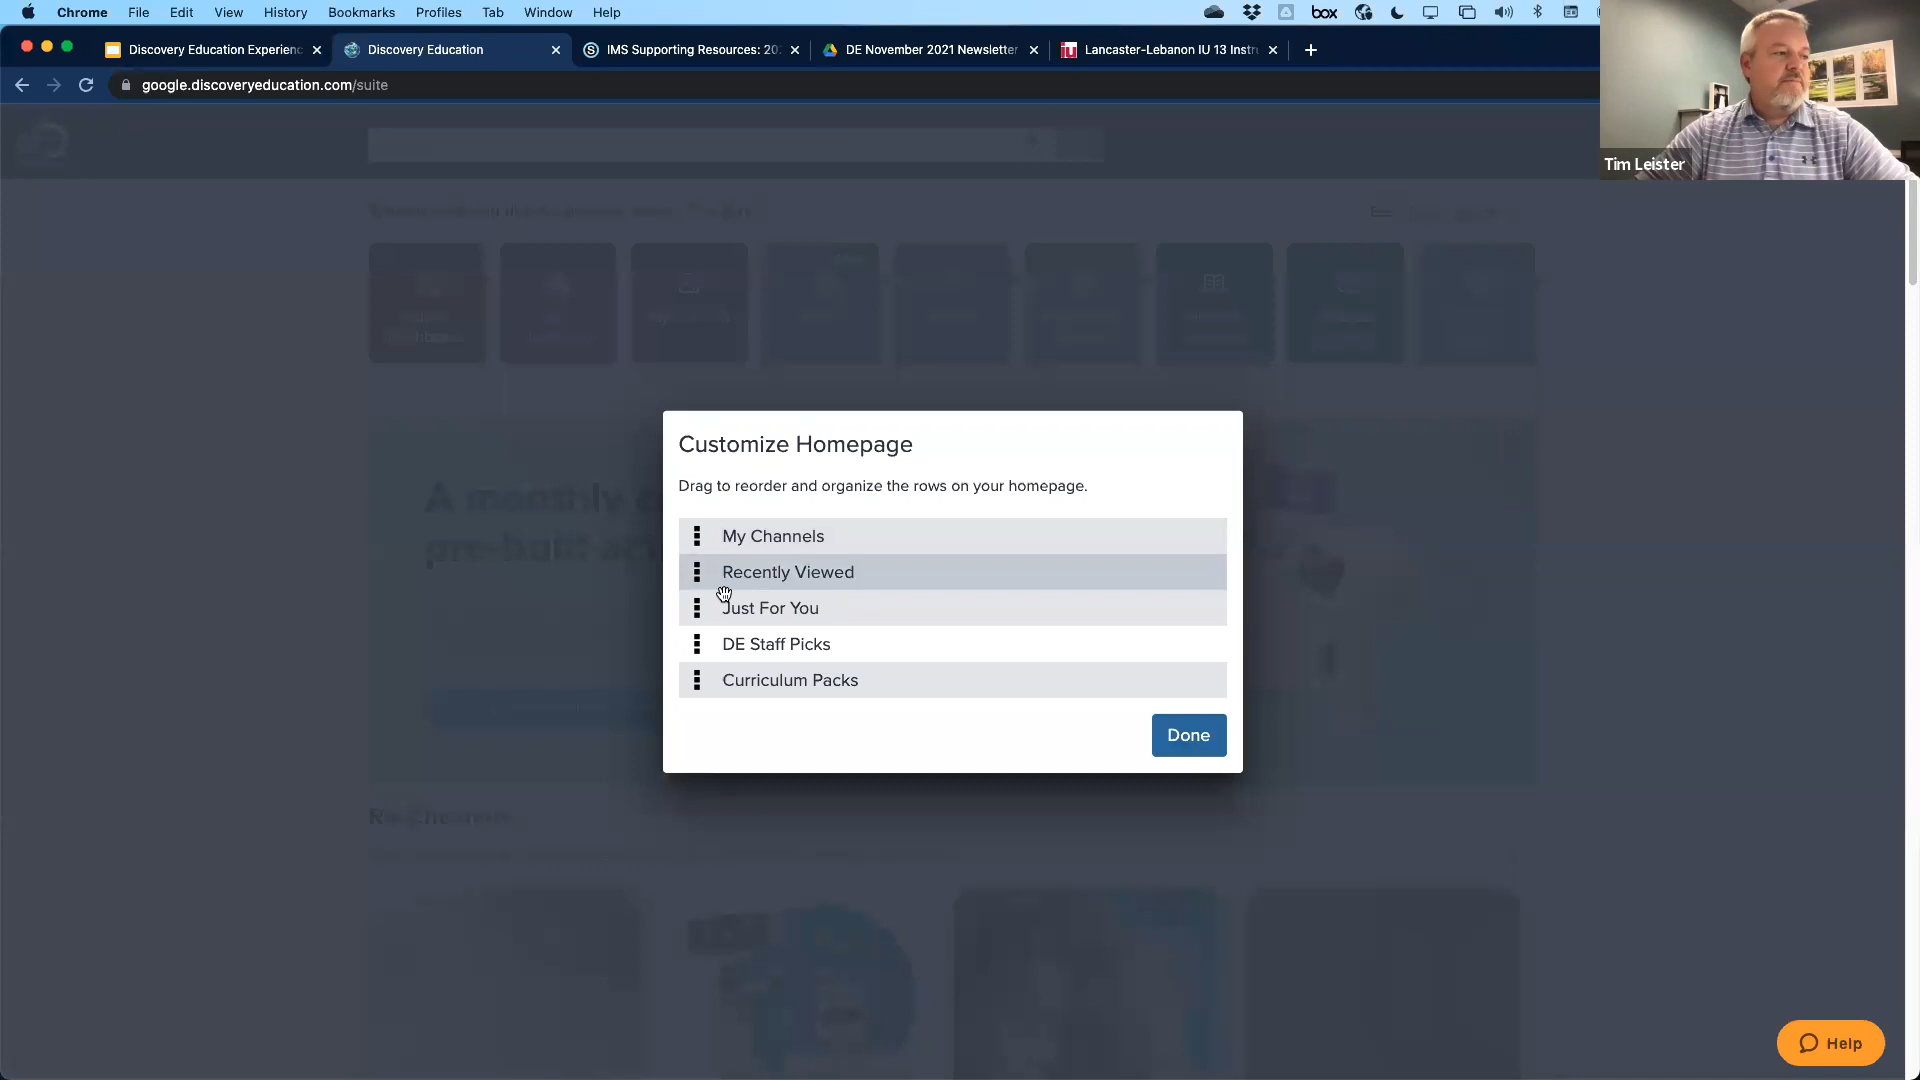 Chrome File Edit View History Bookmarks Profiles Tab Window Help
box
Discovery Education Experienc
Discovery Education
IMS Supporting Resources: 20
DE November 2021 Newsletter
Lancaster-Lebanon IU 13 Instr
google.discoveryeducation.com/suite
Tim Leister
A monthly
pre-built
Customize Homepage
Drag to reorder and organize the rows on your homepage.
My Channels
Recently Viewed
Just For You
DE Staff Picks
Curriculum Packs
Done
Help